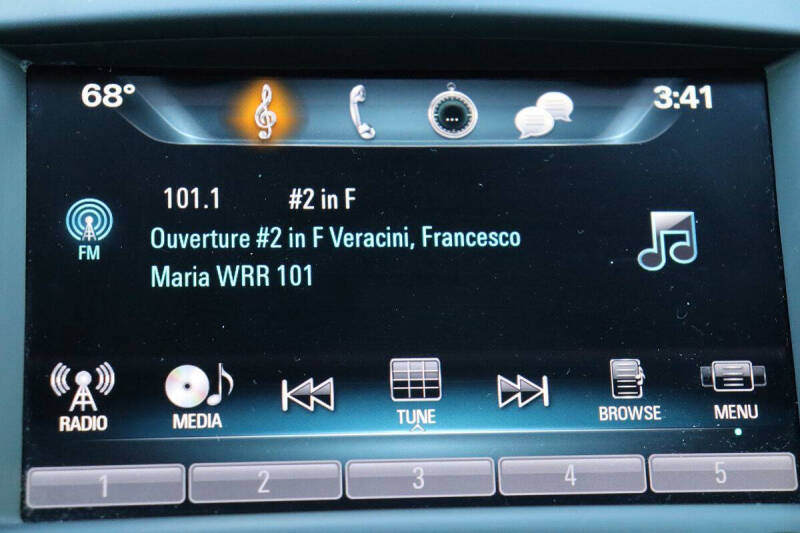 68° 3:41
101.1 #2 in F
FM
Ouverture #2 in F Veracini, Francesco
Maria WRR 101
RADIO MEDIA TUNE BROWSE MENU
1 2 3 4 5